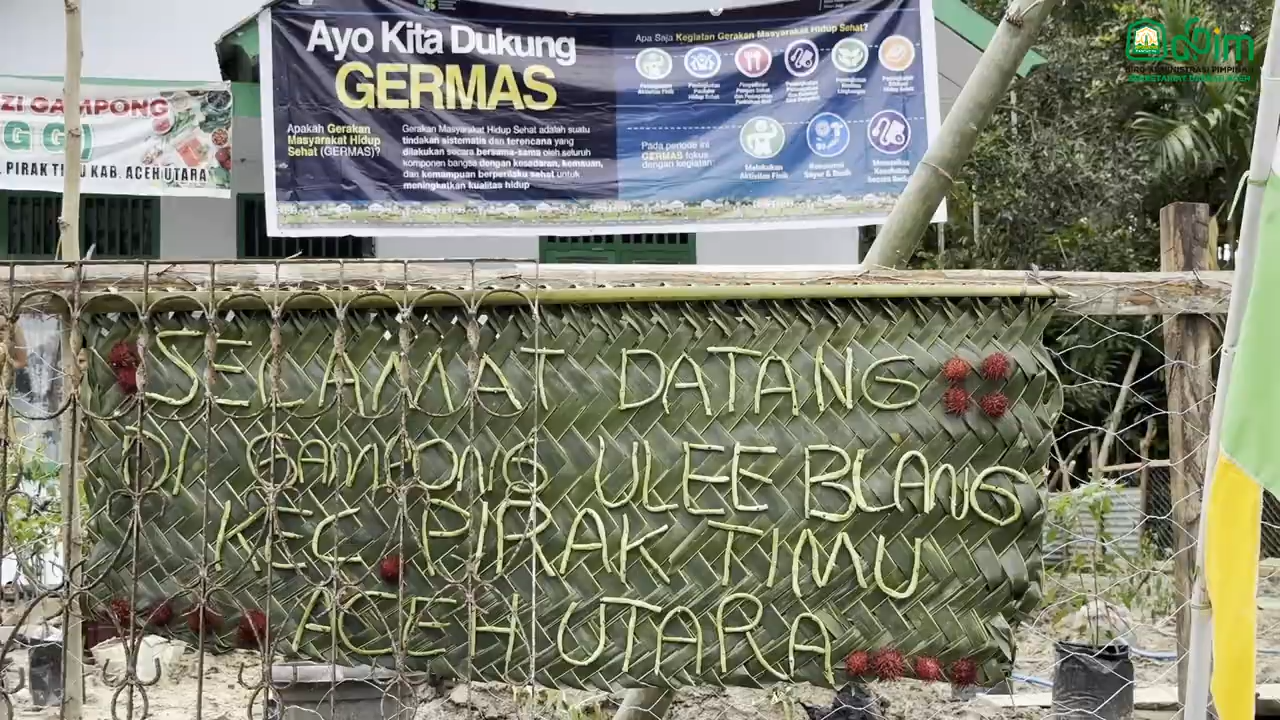 Ayo Kita Dukung
GERMAS
Apakah Gerakan
Masyarakat Hidup
Sehat (GERMAS)?
Gerakan Masyarakat Hidup Sehat adalah suatu
tindakan sistematis dan terencana yang
dilakukan secara bersama-sama oleh seluruh
komponen bangsa dengan kesadaran, kemauan,
dan kemampuan berperilaku sehat untuk
meningkatkan kualitas hidup
Apa Saja Kegiatan Gerakan Masyarakat Hidup Sehat?
Pada periode ini
GERMAS fokus
dengan kegiatan:
Melakukan
Aktivitas Fisik
Konsumsi
Sayur & Buah
Memeriksa
Kesehatan
ZI GAMPONG
GG)
PIRAK TIMU KAB. ACEH UTARA
SELAMAT DATANG
DI GAMPONG ULEE BLANG
KEC PIRAK TIMU
ACEH UTARA